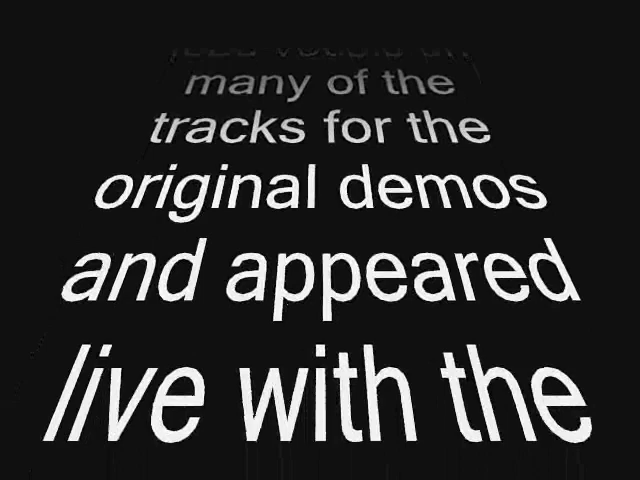 many of the
tracks for the
original demos
and appeared
live with the